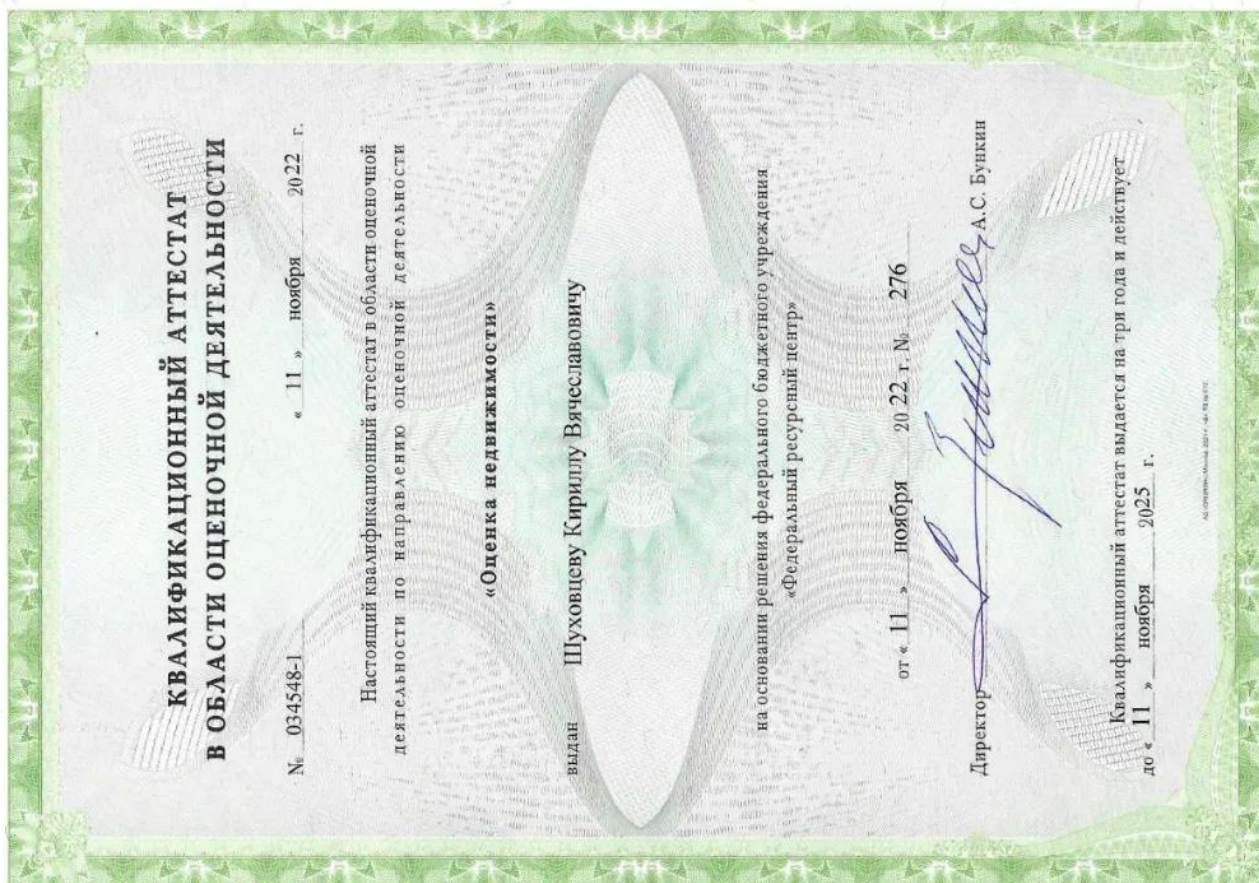 КВАЛИФИКАЦИОННЫЙ АТТЕСТАТ
В ОБЛАСТИ ОЦЕНОЧНОЙ ДЕЯТЕЛЬНОСТИ
№ 034548-1 « 11 » ноября 2022 г.
Настоящий квалификационный аттестат в области оценочной
деятельности по направлению оценочной деятельности
«Оценка недвижимости»
выдан Шуховцеву Кириллу Вячеславовичу
на основании решения федерального бюджетного учреждения
«Федеральный ресурсный центр»
от « 11 » ноября 20 22 г. № 276
Директор А.С. Бункин
Квалификационный аттестат выдается на три года и действует
до « 11 » ноября 2025 г.